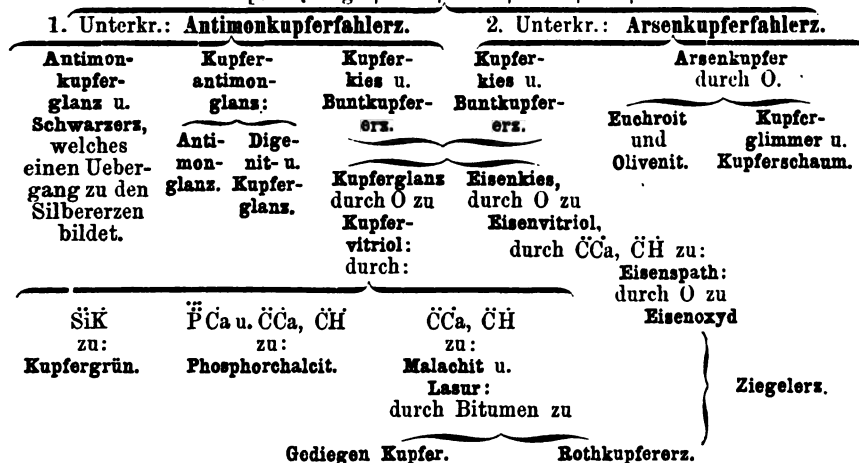 1. Unterkr.: Antimonkupferfahlerz.
2. Unterkr.: Arsenkupferfahlerz.
Antimon-
kupfer-
glanz u.
Schwarzerz,
welches
einen Ueber-
gang zu den
Silbererzen
bildet.
Kupfer-
antimon-
glanz:
Anti-
mon-
glanz.
Dige-
nit- u.
Kupfer-
glanz.
Kupfer-
kies u.
Buntkupfer-
erz.
Kupfer-
kies u.
Buntkupfer-
erz.
Kupferglanz
durch O zu
Kupfer-
vitriol:
durch:
Eisenkies,
durch O zu
Eisenvitriol,
durch C̈Ċa, C̈Ḣ zu:
Eisenspath:
durch O zu
Eisenoxyd
Arsenkupfer
durch O.
Euchroit
und
Olivenit.
Kupfer-
glimmer u.
Kupferschaum.
S̈iK̇
zu:
Kupfergrün.
Ċa u. C̈Ċa, C̈Ḣ
zu:
Phosphorchalcit.
C̈Ċa, C̈Ḣ
zu:
Malachit u.
Lasur:
durch Bitumen zu
Gediegen Kupfer.
Rothkupfererz.
Ziegelerz.